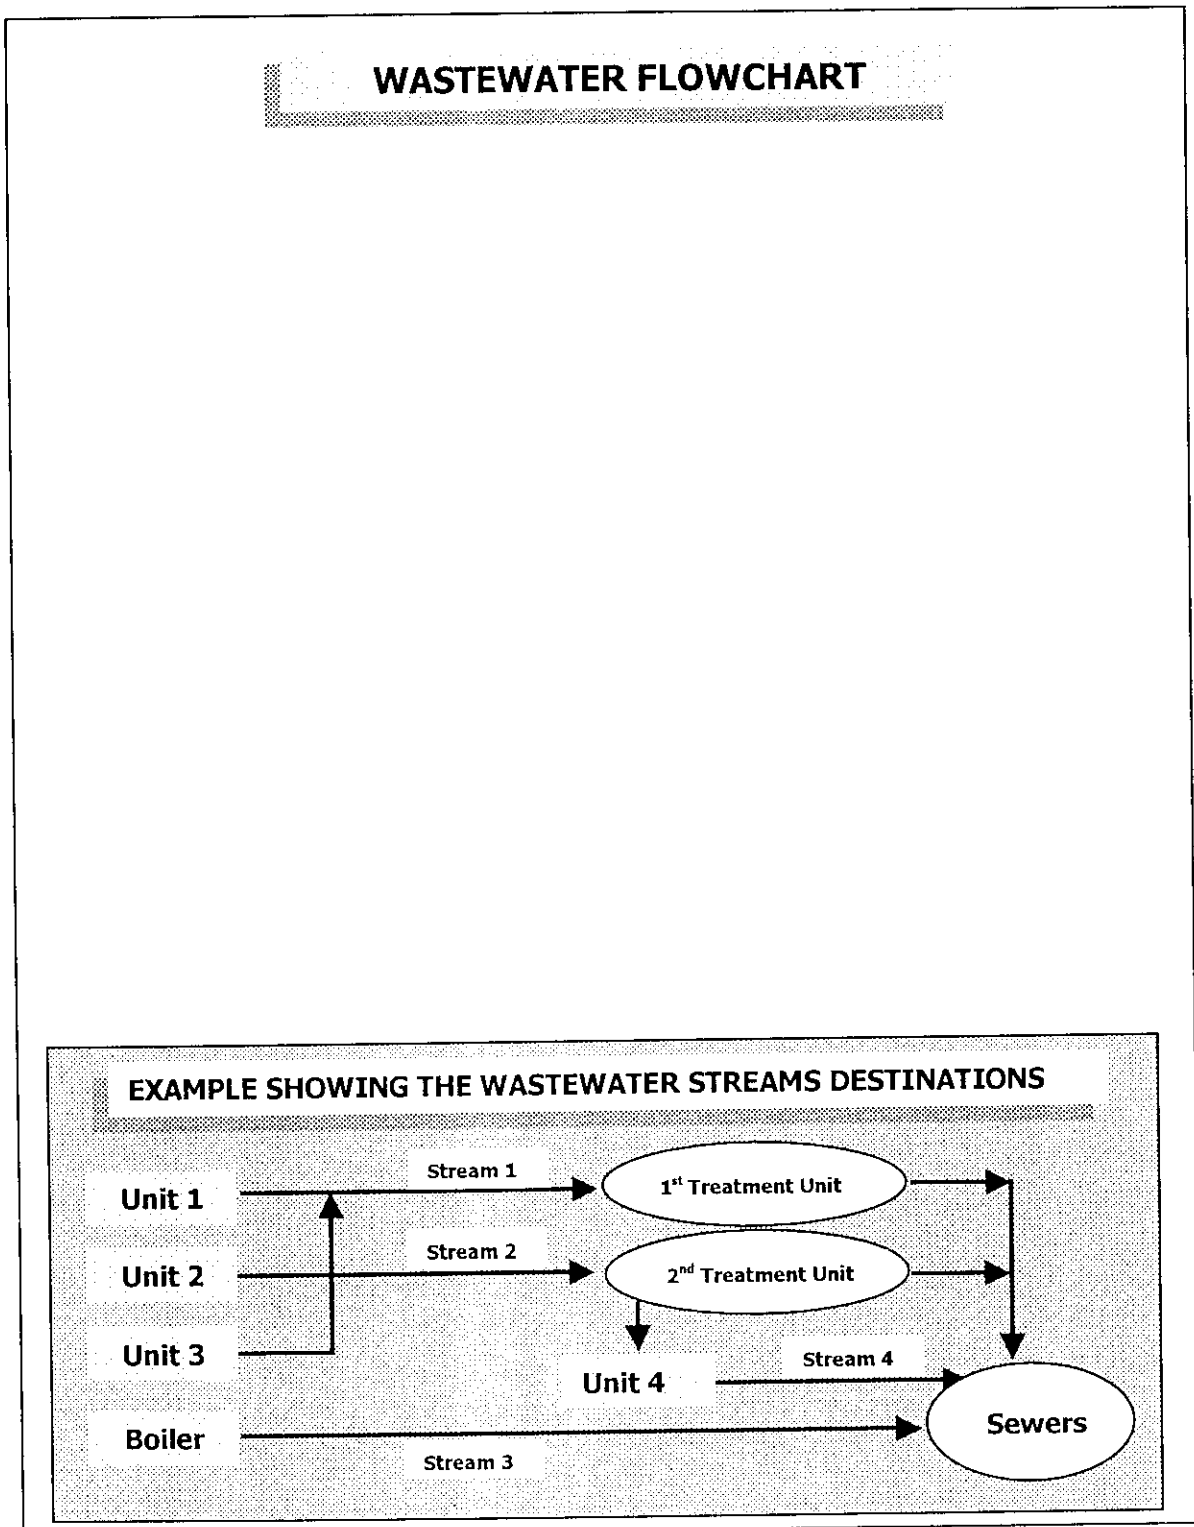 WASTEWATER FLOWCHART
EXAMPLE SHOWING THE WASTEWATER STREAMS DESTINATIONS
Unit 1
Stream 1
1st Treatment Unit
Unit 2
Stream 2
2nd Treatment Unit
Unit 3
Unit 4
Stream 4
Boiler
Stream 3
Sewers